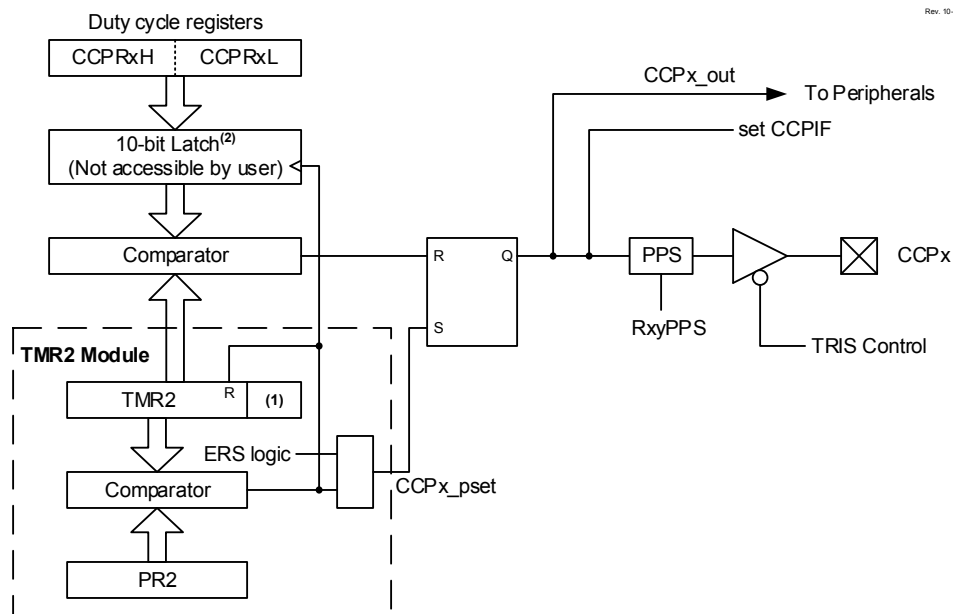 Rev. 10-
Duty cycle registers
CCPRxH CCPRxL
CCPx_out
To Peripherals
set CCPIF
10-bit Latch(2)
(Not accessible by user)
Comparator
R Q
PPS
CCPx
S
RxyPPS
TMR2 Module
TRIS Control
TMR2 R (1)
ERS logic
Comparator
CCPx_pset
PR2